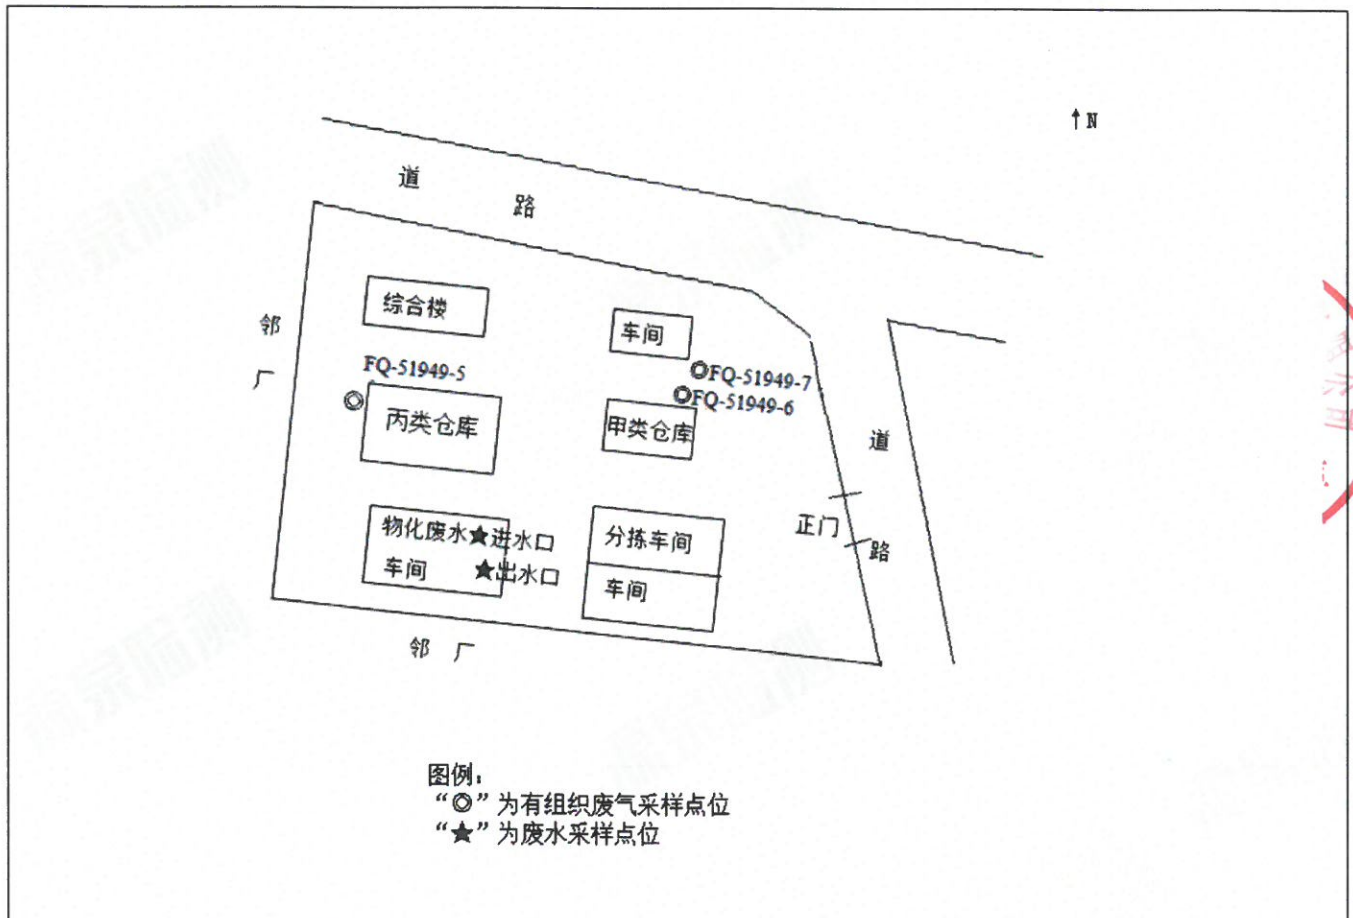 ↑N
道
路
综合楼
车间
邻
厂
FQ-51949-5
FQ-51949-7
FQ-51949-6
丙类仓库
甲类仓库
道
正门
路
物化废水★进水口
车间 ★出水口
分拣车间
车间
邻 厂
图例：
“◎”为有组织废气采样点位
“★”为废水采样点位